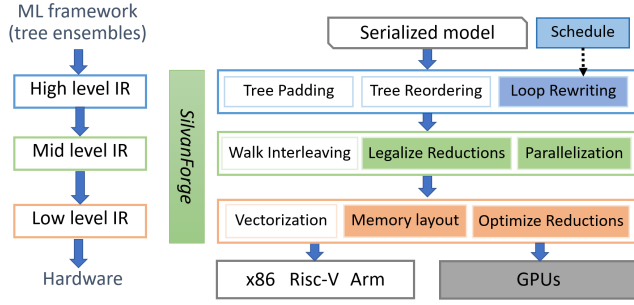 ML framework
(tree ensembles)
High level IR
Mid level IR
Low level IR
Hardware
SilvanForge
Serialized model
Schedule
Tree Padding
Tree Reordering
Loop Rewriting
Walk Interleaving
Legalize Reductions
Parallelization
Vectorization
Memory layout
Optimize Reductions
x86 Risc-V Arm
GPUs